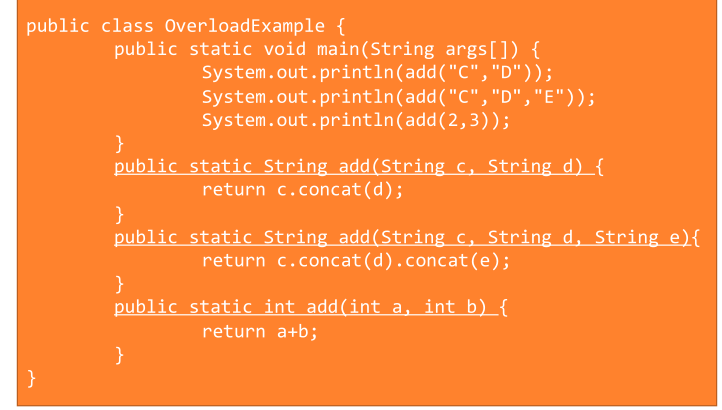 public class OverloadExample {
public static void main(String args[]) {
System.out.println(add("C","D"));
System.out.println(add("C","D","E"));
System.out.println(add(2,3));
}
public static String add(String c, String d) {
return c.concat(d);
}
public static String add(String c, String d, String e){
return c.concat(d).concat(e);
}
public static int add(int a, int b) {
return a+b;
}
}